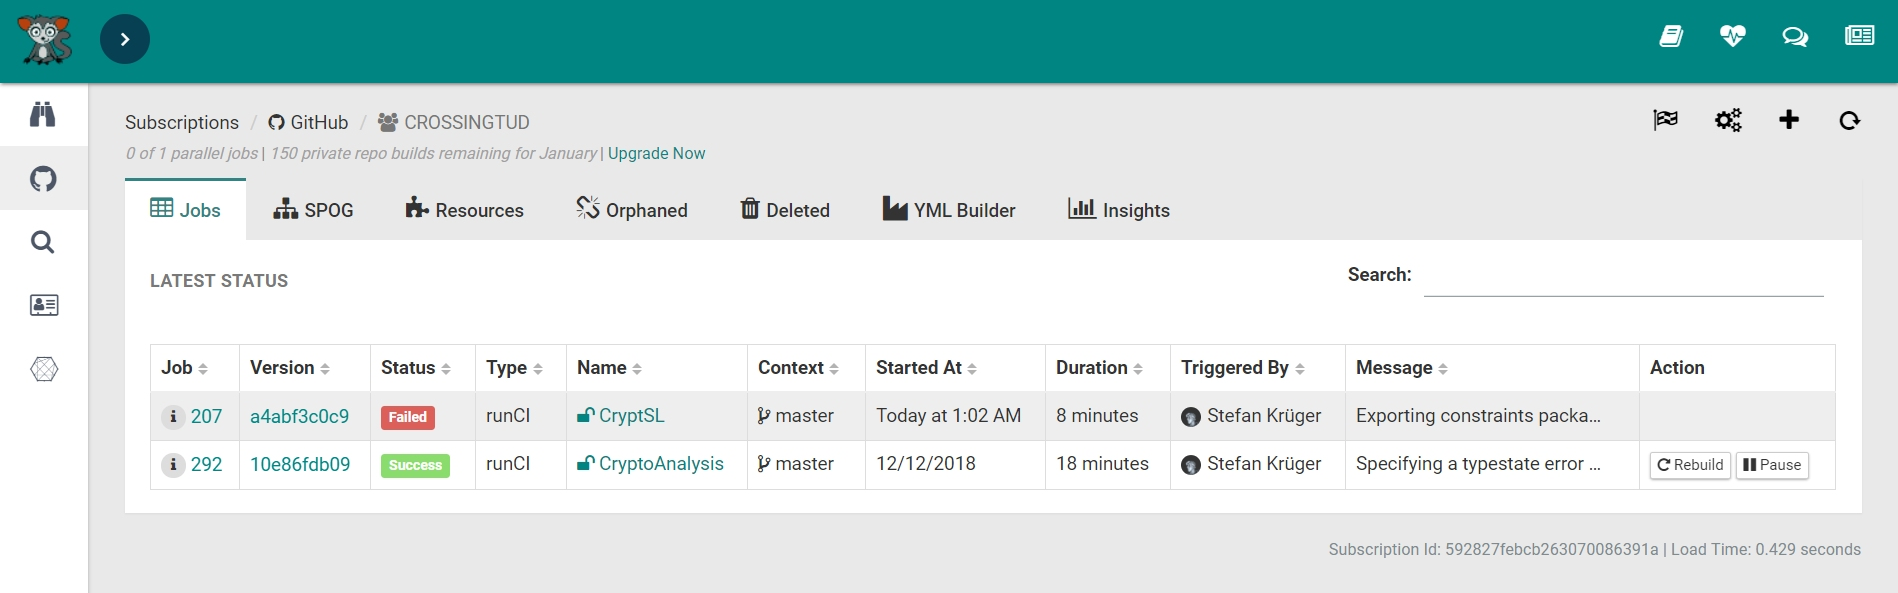 Subscriptions / GitHub / CROSSINGTUD
0 of 1 parallel jobs | 150 private repo builds remaining for January | Upgrade Now
Jobs SPOG Resources Orphaned Deleted YML Builder Insights
LATEST STATUS Search:
Job Version Status Type Name Context Started At Duration Triggered By Message Action
207 a4abf3c0c9 Failed runCI CryptSL master Today at 1:02 AM 8 minutes Stefan Krüger Exporting constraints packa...
292 10e86fdb09 Success runCI CryptoAnalysis master 12/12/2018 18 minutes Stefan Krüger Specifying a typestate error ... Rebuild Pause
Subscription Id: 592827febcb263070086391a | Load Time: 0.429 seconds